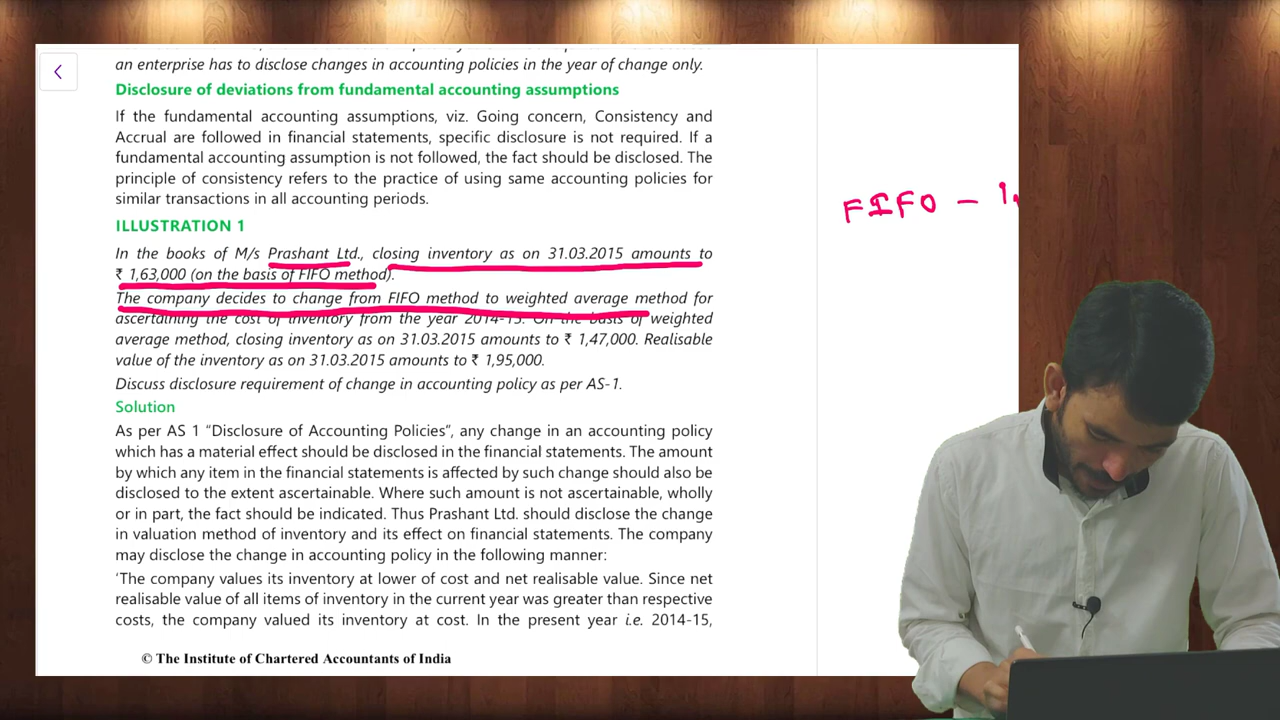 an enterprise has to disclose changes in accounting policies in the year of change only.
Disclosure of deviations from fundamental accounting assumptions
If the fundamental accounting assumptions, viz. Going concern, Consistency and
Accrual are followed in financial statements, specific disclosure is not required. If a
fundamental accounting assumption is not followed, the fact should be disclosed. The
principle of consistency refers to the practice of using same accounting policies for
similar transactions in all accounting periods.
FIFO –
ILLUSTRATION 1
In the books of M/s Prashant Ltd., closing inventory as on 31.03.2015 amounts to
₹ 1,63,000 (on the basis of FIFO method).
The company decides to change from FIFO method to weighted average method for
ascertaining the cost of inventory from the year 2014-15. On the basis of weighted
average method, closing inventory as on 31.03.2015 amounts to ₹ 1,47,000. Realisable
value of the inventory as on 31.03.2015 amounts to ₹ 1,95,000.
Discuss disclosure requirement of change in accounting policy as per AS-1.
Solution
As per AS 1 “Disclosure of Accounting Policies”, any change in an accounting policy
which has a material effect should be disclosed in the financial statements. The amount
by which any item in the financial statements is affected by such change should also be
disclosed to the extent ascertainable. Where such amount is not ascertainable, wholly
or in part, the fact should be indicated. Thus Prashant Ltd. should disclose the change
in valuation method of inventory and its effect on financial statements. The company
may disclose the change in accounting policy in the following manner:
‘The company values its inventory at lower of cost and net realisable value. Since net
realisable value of all items of inventory in the current year was greater than respective
costs, the company valued its inventory at cost. In the present year i.e. 2014-15,
© The Institute of Chartered Accountants of India